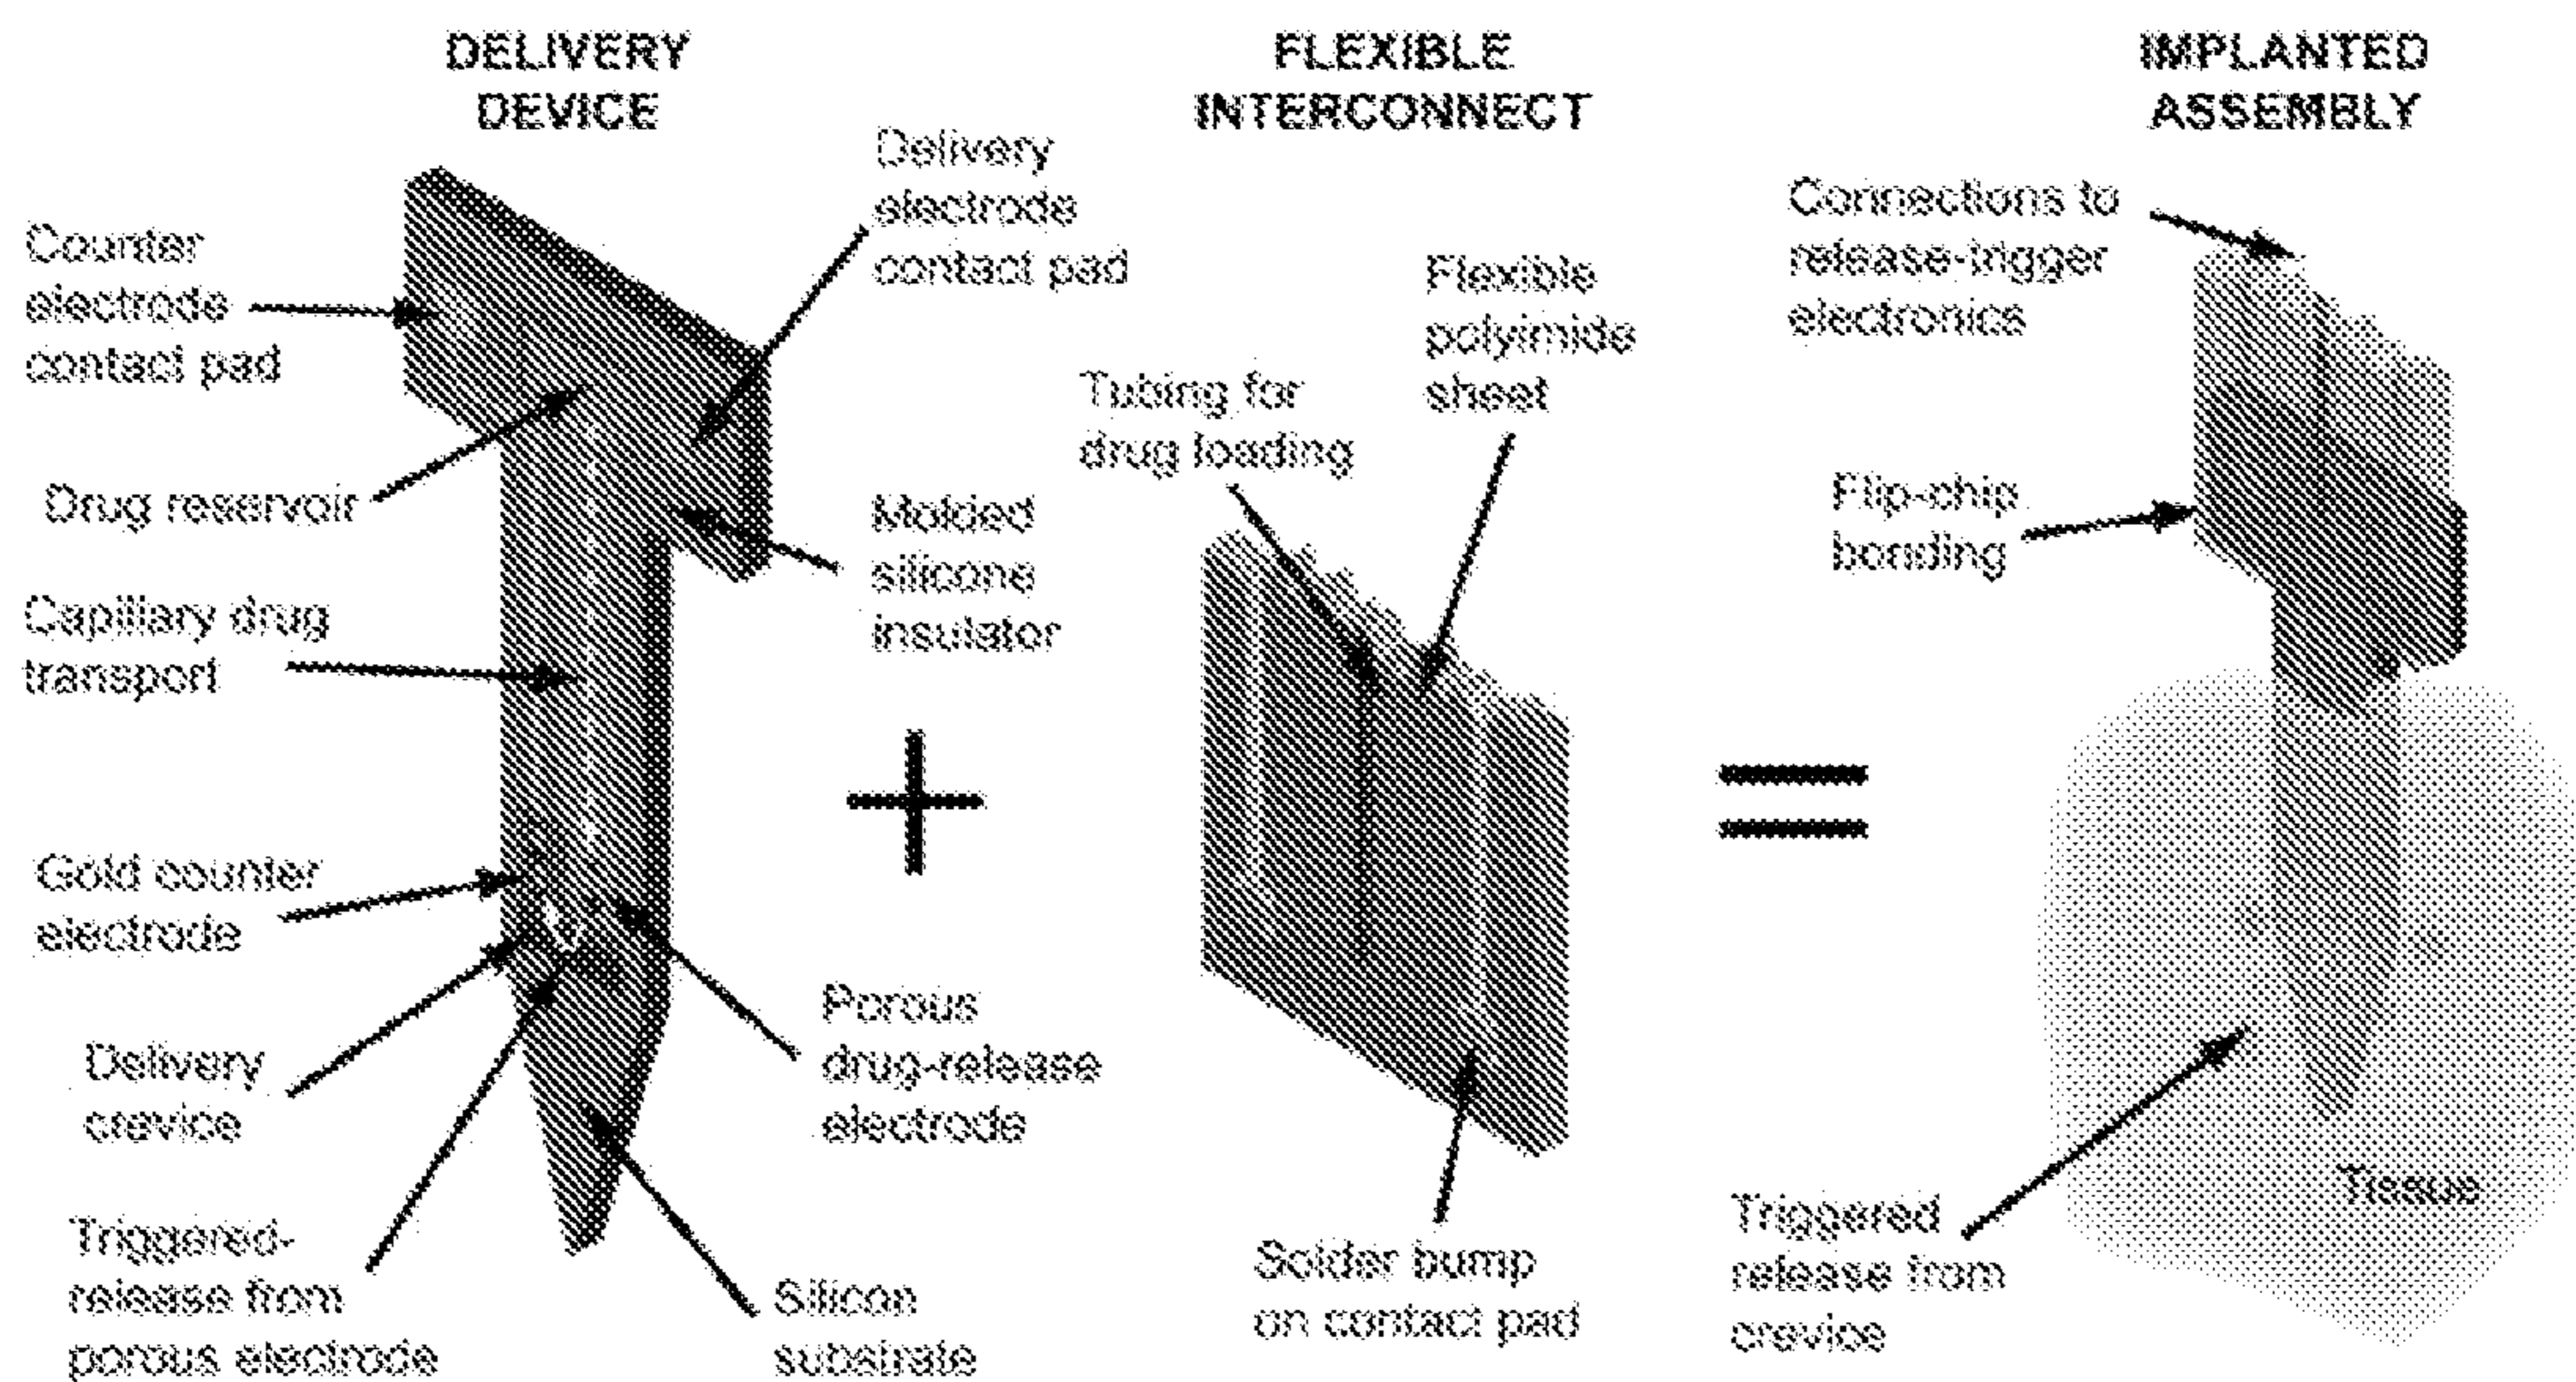 DELIVERY
DEVICE
Counter
electrode
contact pad
Delivery
electrode
contact pad
Drug reservoir
Molded
silicone
insulator
Capillary drug
transport
Gold counter
electrode
Delivery
crevice
Porous
drug-release
electrode
Triggered-
release from
porous electrode
Silicon
substrate
+
FLEXIBLE
INTERCONNECT
Flexible
polyimide
sheet
Tubing for
drug loading
Solder bump
on contact pad
=
IMPLANTED
ASSEMBLY
Connections to
release-trigger
electronics
Flip-chip
bonding
Triggered
release from
crevice
Tissue